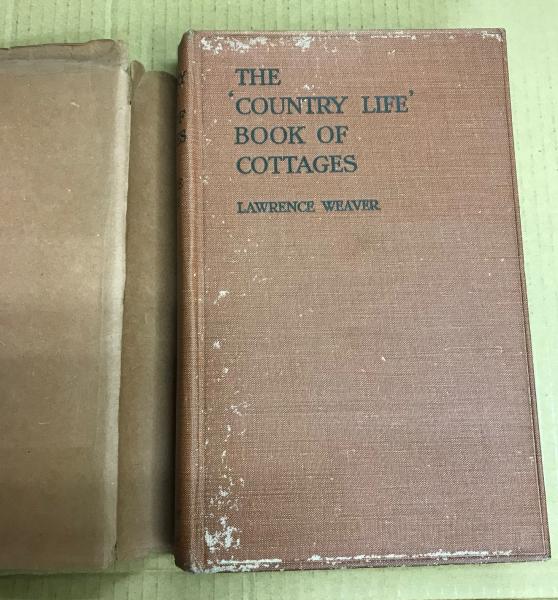 THE
‘COUNTRY LIFE’
BOOK OF
COTTAGES
LAWRENCE WEAVER